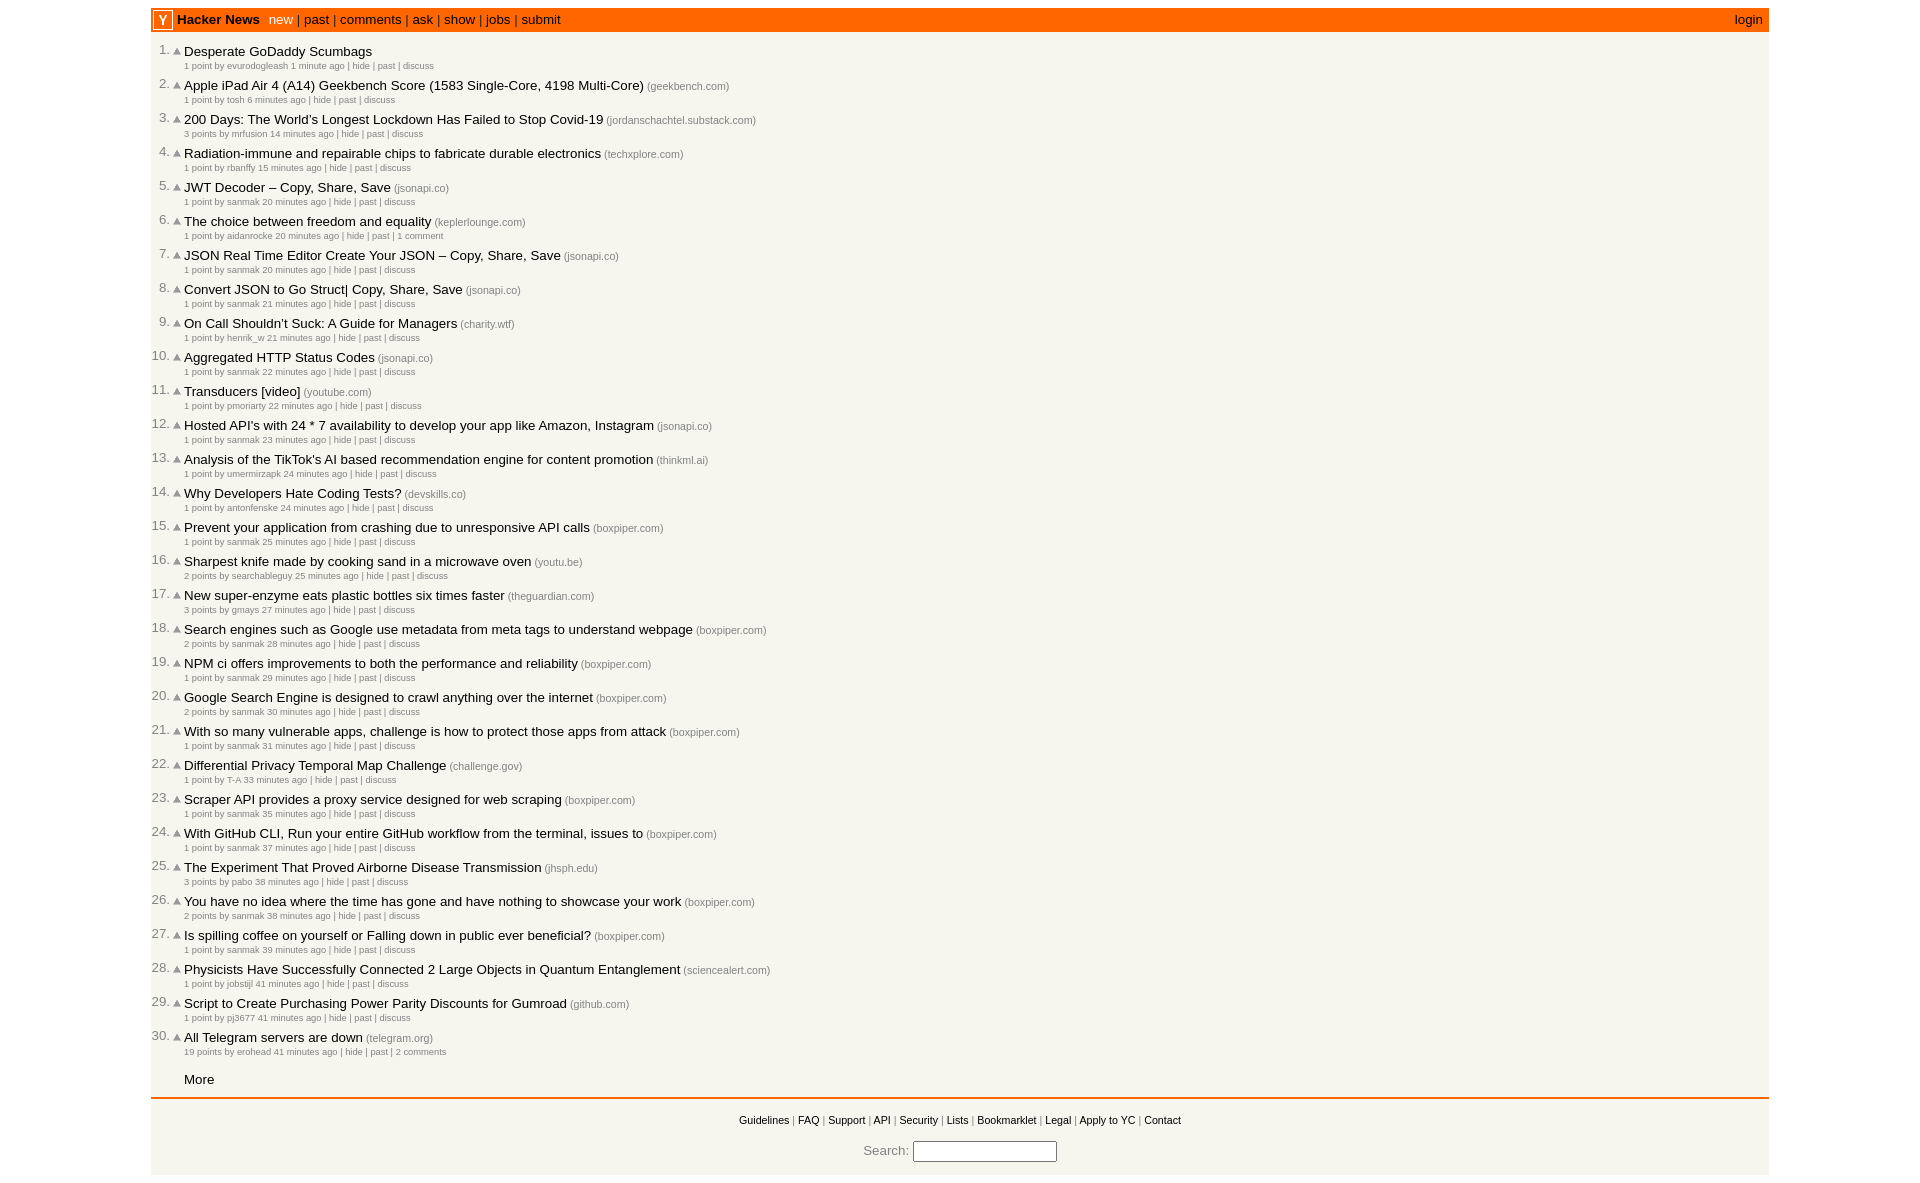 Y Hacker News new | past | comments | ask | show | jobs | submit login
1. Desperate GoDaddy Scumbags
1 point by evurodogleash 1 minute ago | hide | past | discuss
2. Apple iPad Air 4 (A14) Geekbench Score (1583 Single-Core, 4198 Multi-Core) (geekbench.com)
1 point by tosh 6 minutes ago | hide | past | discuss
3. 200 Days: The World’s Longest Lockdown Has Failed to Stop Covid-19 (jordanschachtel.substack.com)
3 points by mrfusion 14 minutes ago | hide | past | discuss
4. Radiation-immune and repairable chips to fabricate durable electronics (techxplore.com)
1 point by rbanffy 15 minutes ago | hide | past | discuss
5. JWT Decoder – Copy, Share, Save (jsonapi.co)
1 point by sanmak 20 minutes ago | hide | past | discuss
6. The choice between freedom and equality (keplerlounge.com)
1 point by aidanrocke 20 minutes ago | hide | past | 1 comment
7. JSON Real Time Editor Create Your JSON – Copy, Share, Save (jsonapi.co)
1 point by sanmak 20 minutes ago | hide | past | discuss
8. Convert JSON to Go Struct| Copy, Share, Save (jsonapi.co)
1 point by sanmak 21 minutes ago | hide | past | discuss
9. On Call Shouldn’t Suck: A Guide for Managers (charity.wtf)
1 point by henrik_w 21 minutes ago | hide | past | discuss
10. Aggregated HTTP Status Codes (jsonapi.co)
1 point by sanmak 22 minutes ago | hide | past | discuss
11. Transducers [video] (youtube.com)
1 point by pmoriarty 22 minutes ago | hide | past | discuss
12. Hosted API's with 24 * 7 availability to develop your app like Amazon, Instagram (jsonapi.co)
1 point by sanmak 23 minutes ago | hide | past | discuss
13. Analysis of the TikTok's AI based recommendation engine for content promotion (thinkml.ai)
1 point by umermirzapk 24 minutes ago | hide | past | discuss
14. Why Developers Hate Coding Tests? (devskills.co)
1 point by antonfenske 24 minutes ago | hide | past | discuss
15. Prevent your application from crashing due to unresponsive API calls (boxpiper.com)
1 point by sanmak 25 minutes ago | hide | past | discuss
16. Sharpest knife made by cooking sand in a microwave oven (youtu.be)
2 points by searchableguy 25 minutes ago | hide | past | discuss
17. New super-enzyme eats plastic bottles six times faster (theguardian.com)
3 points by gmays 27 minutes ago | hide | past | discuss
18. Search engines such as Google use metadata from meta tags to understand webpage (boxpiper.com)
2 points by sanmak 28 minutes ago | hide | past | discuss
19. NPM ci offers improvements to both the performance and reliability (boxpiper.com)
1 point by sanmak 29 minutes ago | hide | past | discuss
20. Google Search Engine is designed to crawl anything over the internet (boxpiper.com)
2 points by sanmak 30 minutes ago | hide | past | discuss
21. With so many vulnerable apps, challenge is how to protect those apps from attack (boxpiper.com)
1 point by sanmak 31 minutes ago | hide | past | discuss
22. Differential Privacy Temporal Map Challenge (challenge.gov)
1 point by T-A 33 minutes ago | hide | past | discuss
23. Scraper API provides a proxy service designed for web scraping (boxpiper.com)
1 point by sanmak 35 minutes ago | hide | past | discuss
24. With GitHub CLI, Run your entire GitHub workflow from the terminal, issues to (boxpiper.com)
1 point by sanmak 37 minutes ago | hide | past | discuss
25. The Experiment That Proved Airborne Disease Transmission (jhsph.edu)
3 points by pabo 38 minutes ago | hide | past | discuss
26. You have no idea where the time has gone and have nothing to showcase your work (boxpiper.com)
2 points by sanmak 38 minutes ago | hide | past | discuss
27. Is spilling coffee on yourself or Falling down in public ever beneficial? (boxpiper.com)
1 point by sanmak 39 minutes ago | hide | past | discuss
28. Physicists Have Successfully Connected 2 Large Objects in Quantum Entanglement (sciencealert.com)
1 point by jobstijl 41 minutes ago | hide | past | discuss
29. Script to Create Purchasing Power Parity Discounts for Gumroad (github.com)
1 point by pj3677 41 minutes ago | hide | past | discuss
30. All Telegram servers are down (telegram.org)
19 points by erohead 41 minutes ago | hide | past | 2 comments
More
Guidelines | FAQ | Support | API | Security | Lists | Bookmarklet | Legal | Apply to YC | Contact
Search: